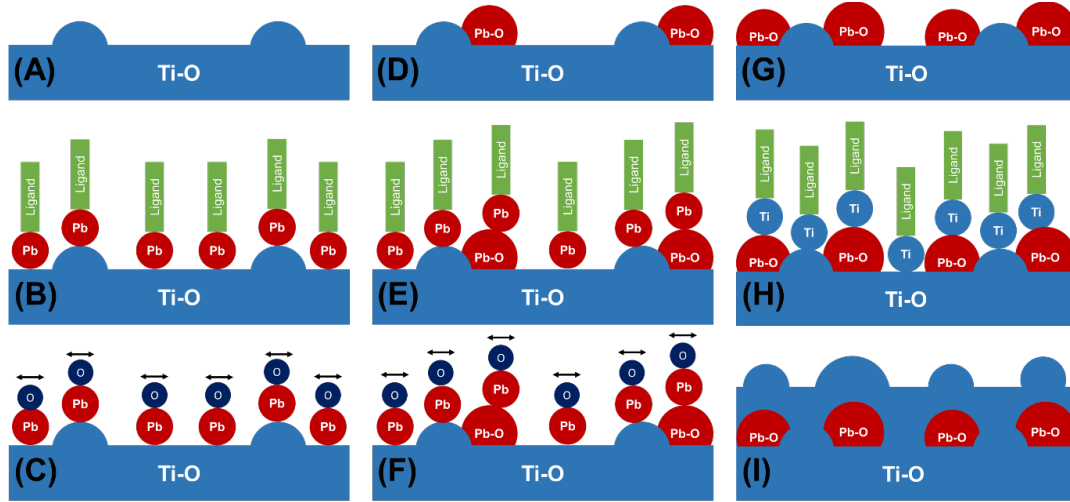 (A)
Ti-O
Pb-O
Pb-O
(D)
Ti-O
Pb-O
Pb-O
Pb-O
Pb-O
(G)
Ti-O
Ligand
Ligand
Ligand
Ligand
Ligand
Ligand
Pb
Pb
Pb
Pb
Pb
Pb
(B)
Ti-O
Ligand
Ligand
Ligand
Ligand
Ligand
Ligand
Pb
Pb
Pb
Pb
Pb
Pb
Pb-O
Pb-O
(E)
Ti-O
Ligand
Ligand
Ligand
Ligand
Ligand
Ligand
Ligand
Ti
Ti
Ti
Ti
Ti
Ti
Ti
Pb-O
Pb-O
Pb-O
Pb-O
(H)
Ti-O
O
O
O
O
O
O
Pb
Pb
Pb
Pb
Pb
Pb
(C)
Ti-O
O
O
O
O
O
O
Pb
Pb
Pb
Pb
Pb
Pb
Pb-O
Pb-O
(F)
Ti-O
Pb-O
Pb-O
Pb-O
Pb-O
(I)
Ti-O